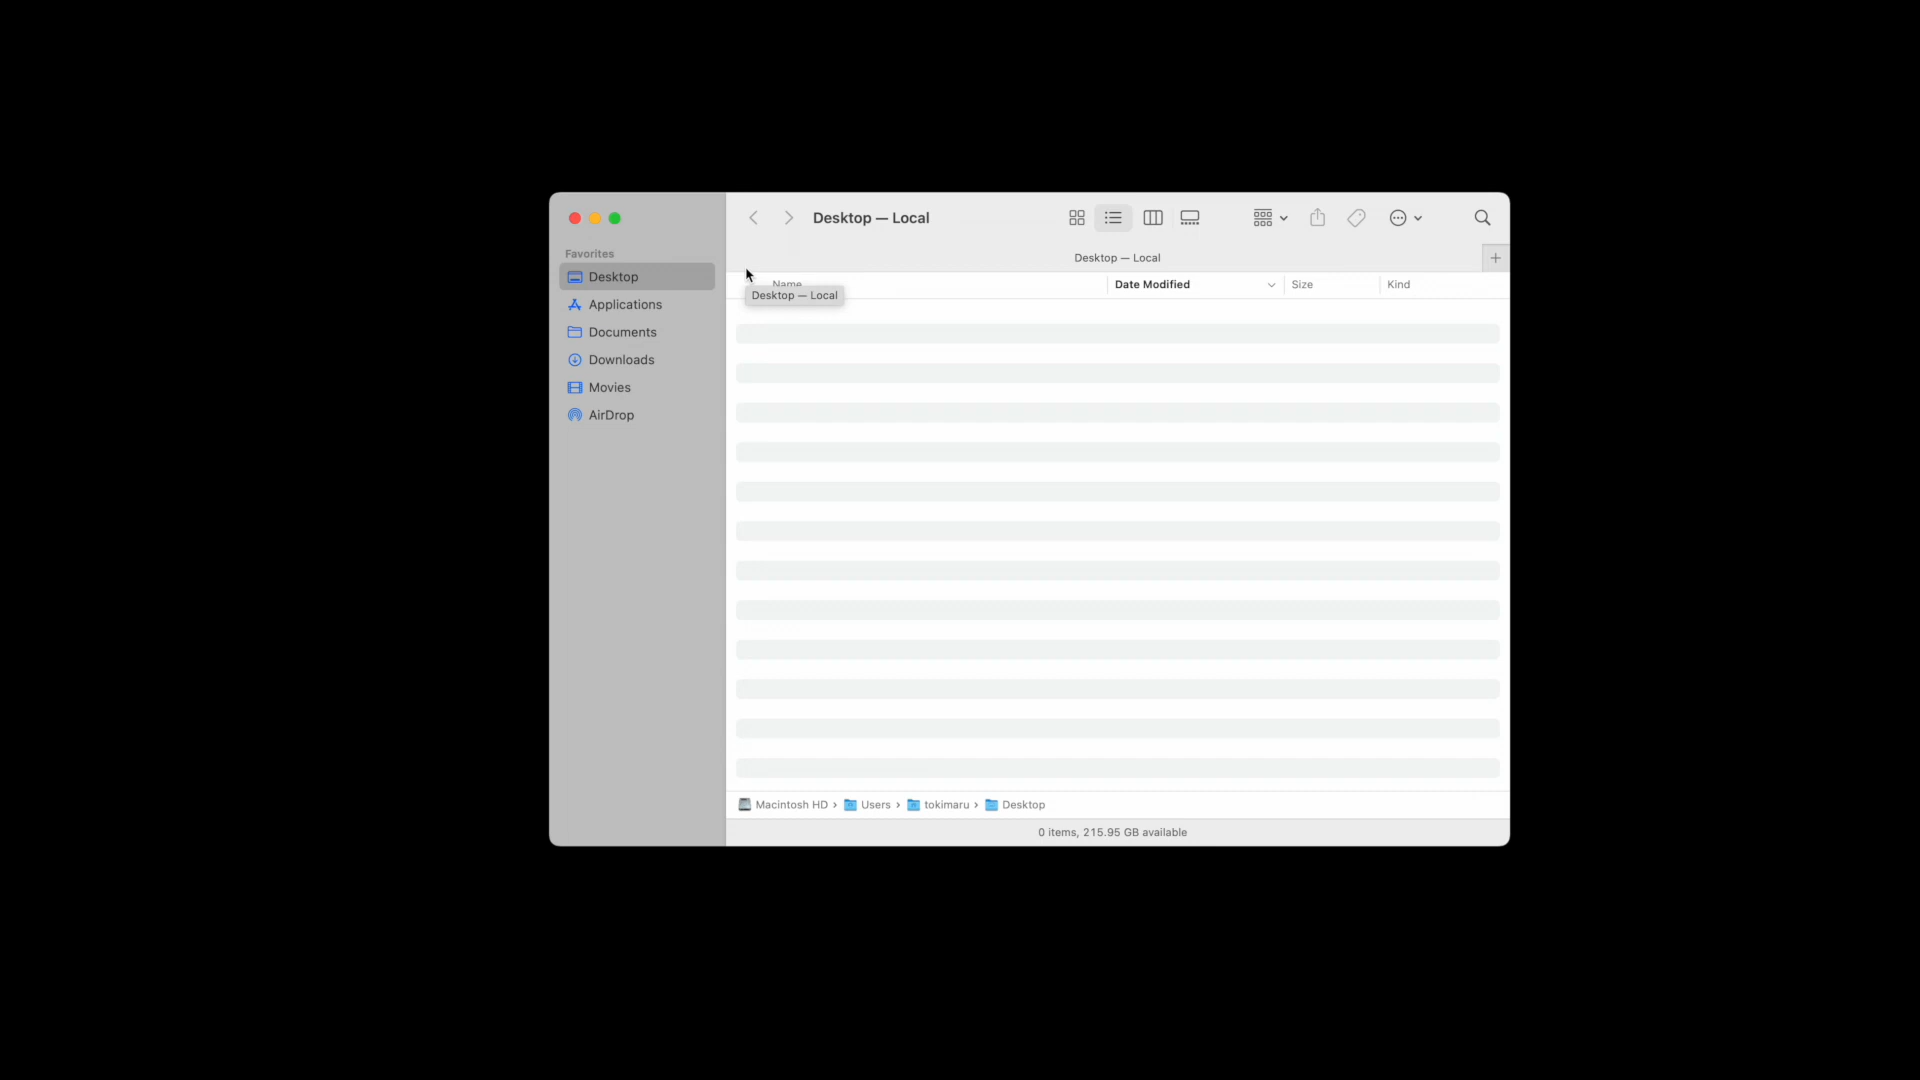 Desktop — Local
Favorites
Desktop
Applications
Documents
Downloads
Movies
AirDrop
Desktop — Local
Name
Date Modified
Size
Kind
Desktop — Local
Macintosh HD › Users › tokimaru › Desktop
0 items, 215.95 GB available